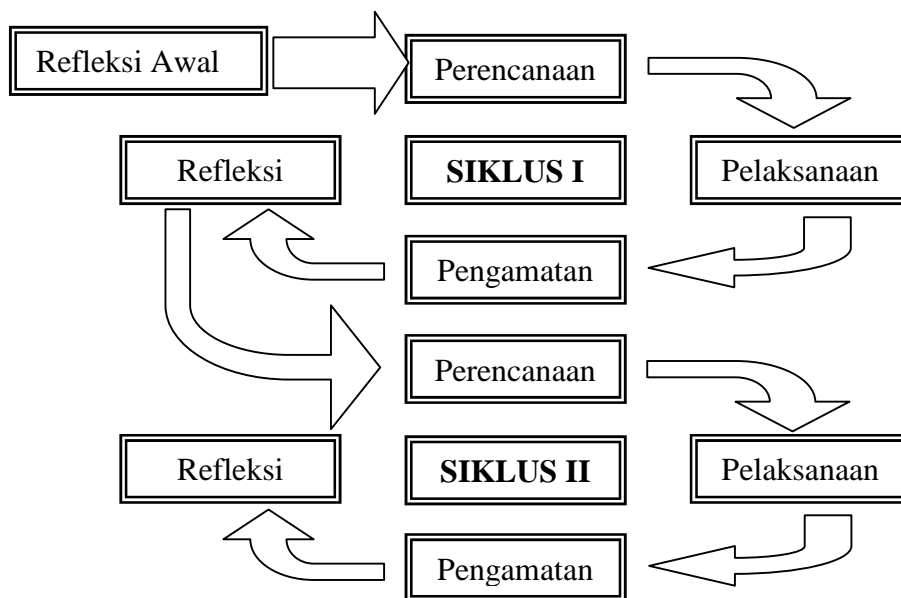 Refleksi Awal
Perencanaan
Refleksi
SIKLUS I
Pelaksanaan
Pengamatan
Perencanaan
Refleksi
SIKLUS II
Pelaksanaan
Pengamatan